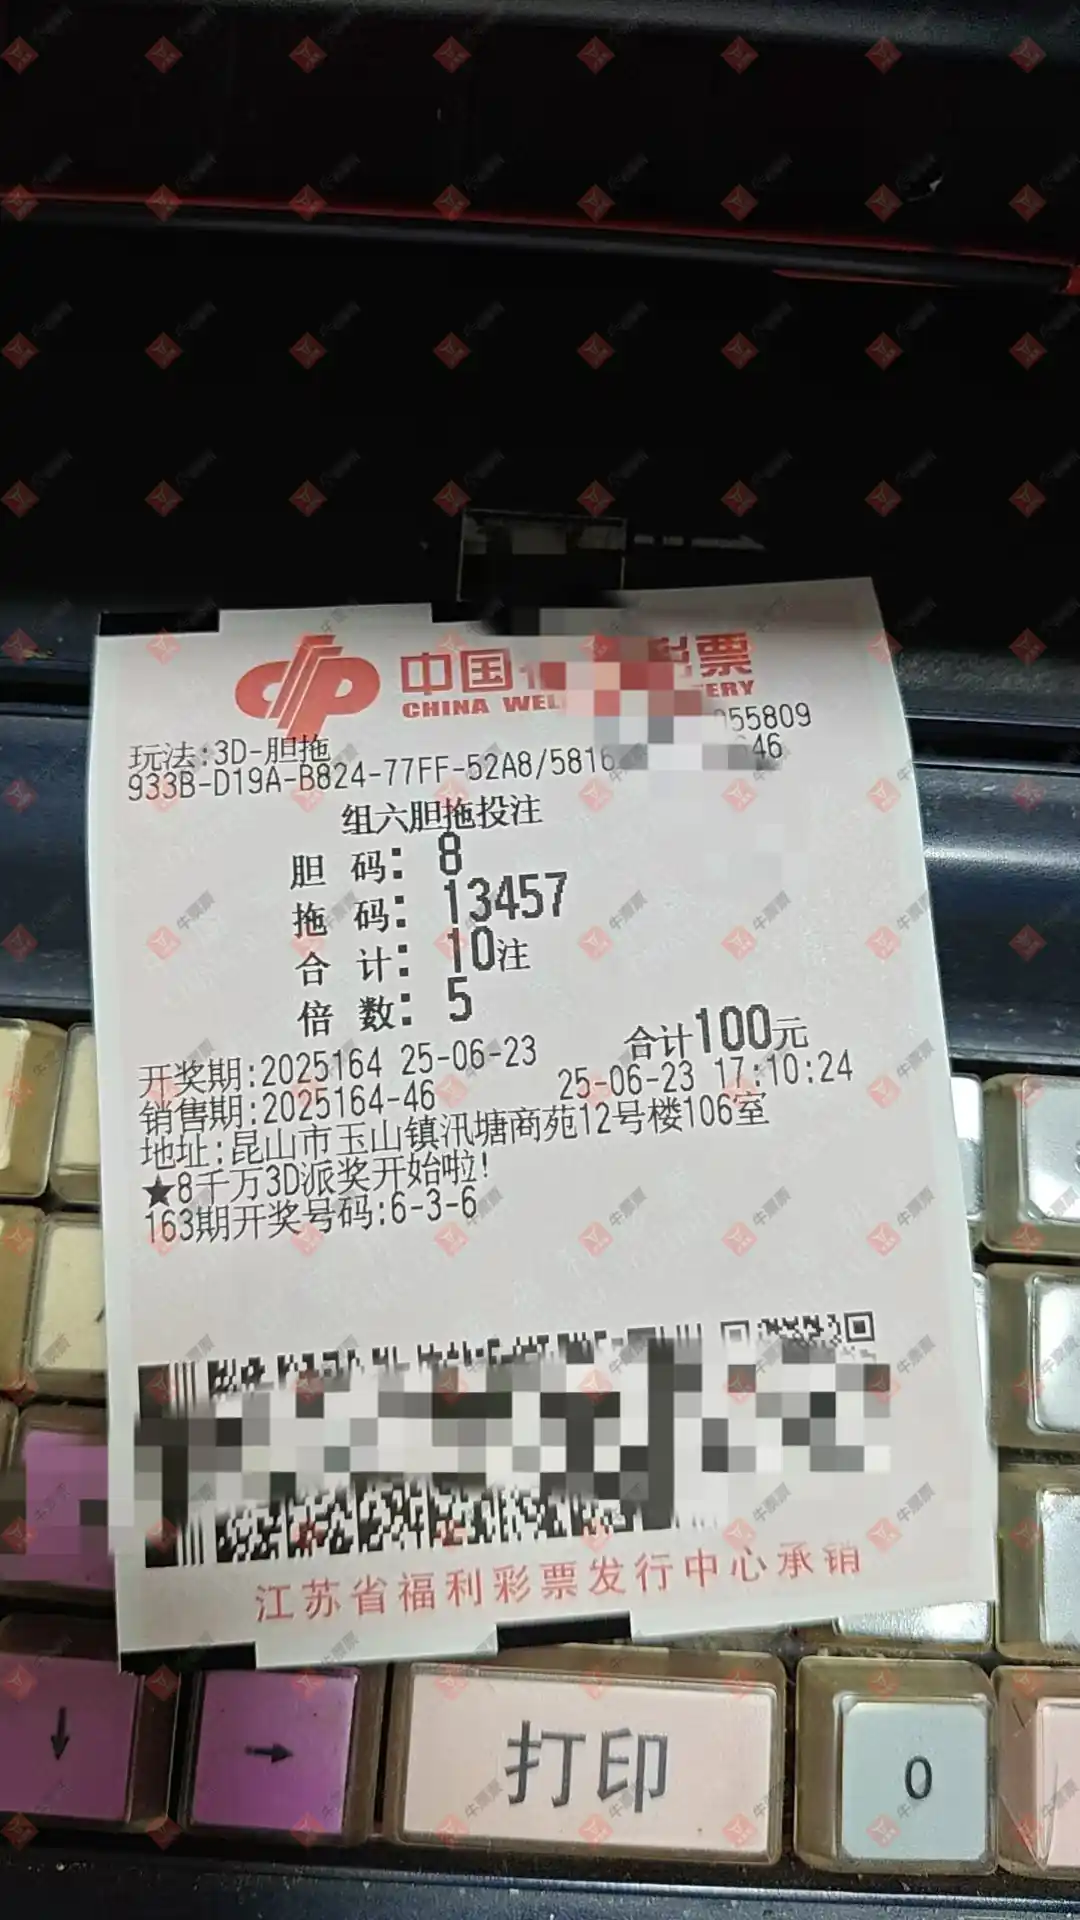 中国 彩票
CHINA WEL ERY
055809
玩法:3D-胆拖
46
933B-D19A-B824-77FF-52A8/5816
组六胆拖投注
胆 码: 8
拖 码: 13457
合 计: 10注
倍 数: 5
合计100元
开奖期:2025164 25-06-23
销售期:2025164-46 25-06-23 17:10:24
地址:昆山市玉山镇汛塘商苑12号楼106室
★8千万3D派奖开始啦!
163期开奖号码:6-3-6
江苏省福利彩票发行中心承销
↓
→
打印
0
牛票票